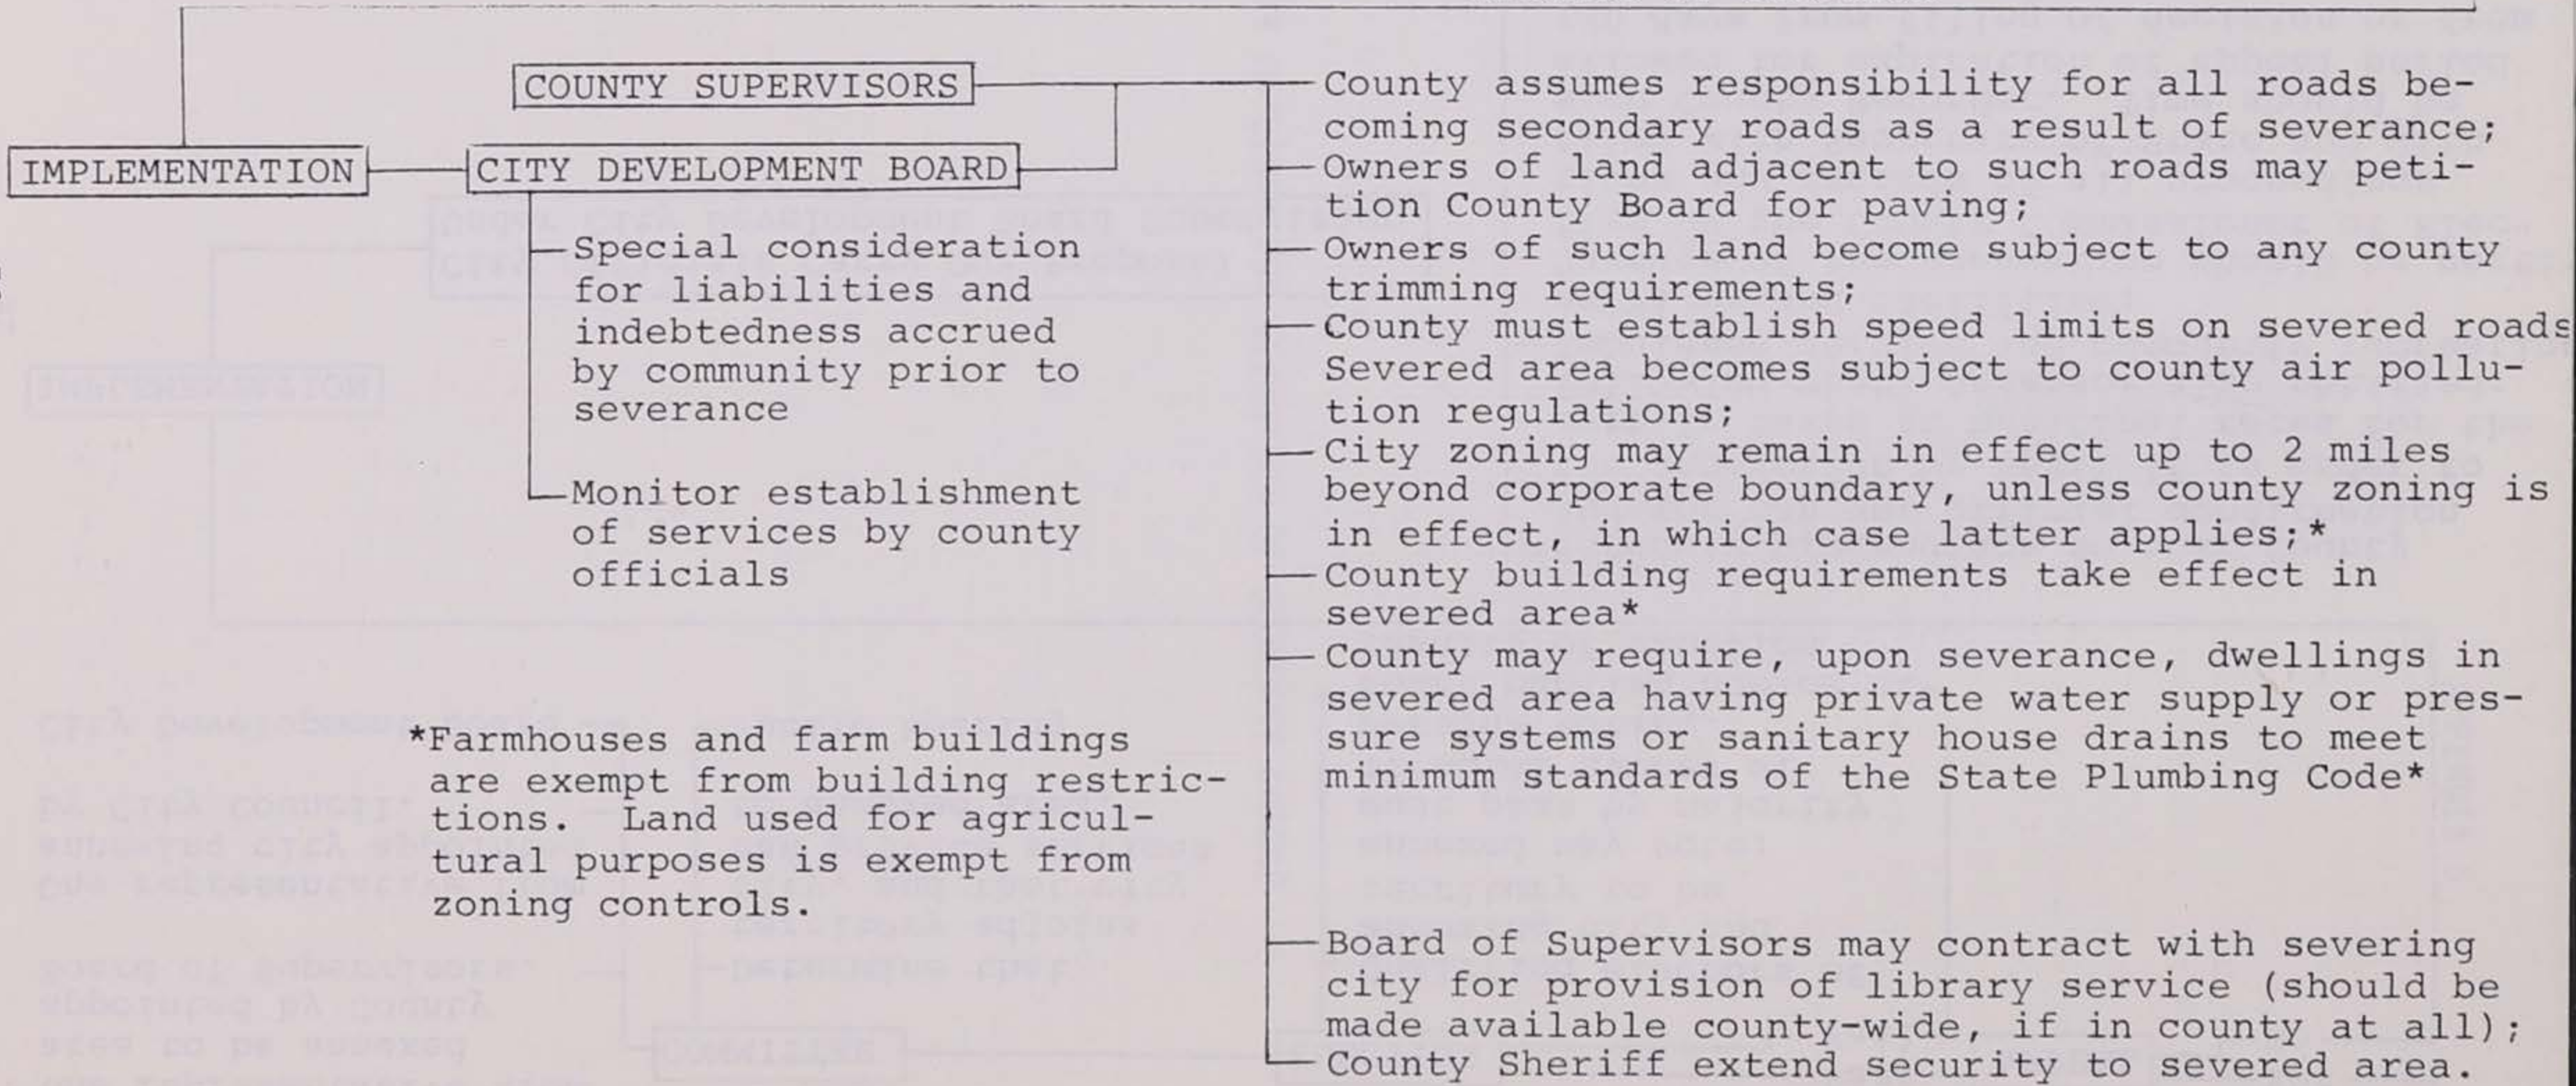 IMPLEMENTATION
COUNTY SUPERVISORS
CITY DEVELOPMENT BOARD
Special consideration
for liabilities and
indebtedness accrued
by community prior to
severance
Monitor establishment
of services by county
officials
*Farmhouses and farm buildings
are exempt from building restric-
tions. Land used for agricul-
tural purposes is exempt from
zoning controls.
County assumes responsibility for all roads be-
coming secondary roads as a result of severance;
Owners of land adjacent to such roads may peti-
tion County Board for paving;
Owners of such land become subject to any county
trimming requirements;
County must establish speed limits on severed roads
Severed area becomes subject to county air pollu-
tion regulations;
City zoning may remain in effect up to 2 miles
beyond corporate boundary, unless county zoning is
in effect, in which case latter applies;*
County building requirements take effect in
severed area*
County may require, upon severance, dwellings in
severed area having private water supply or pres-
sure systems or sanitary house drains to meet
minimum standards of the State Plumbing Code*
Board of Supervisors may contract with severing
city for provision of library service (should be
made available county-wide, if in county at all);
County Sheriff extend security to severed area.